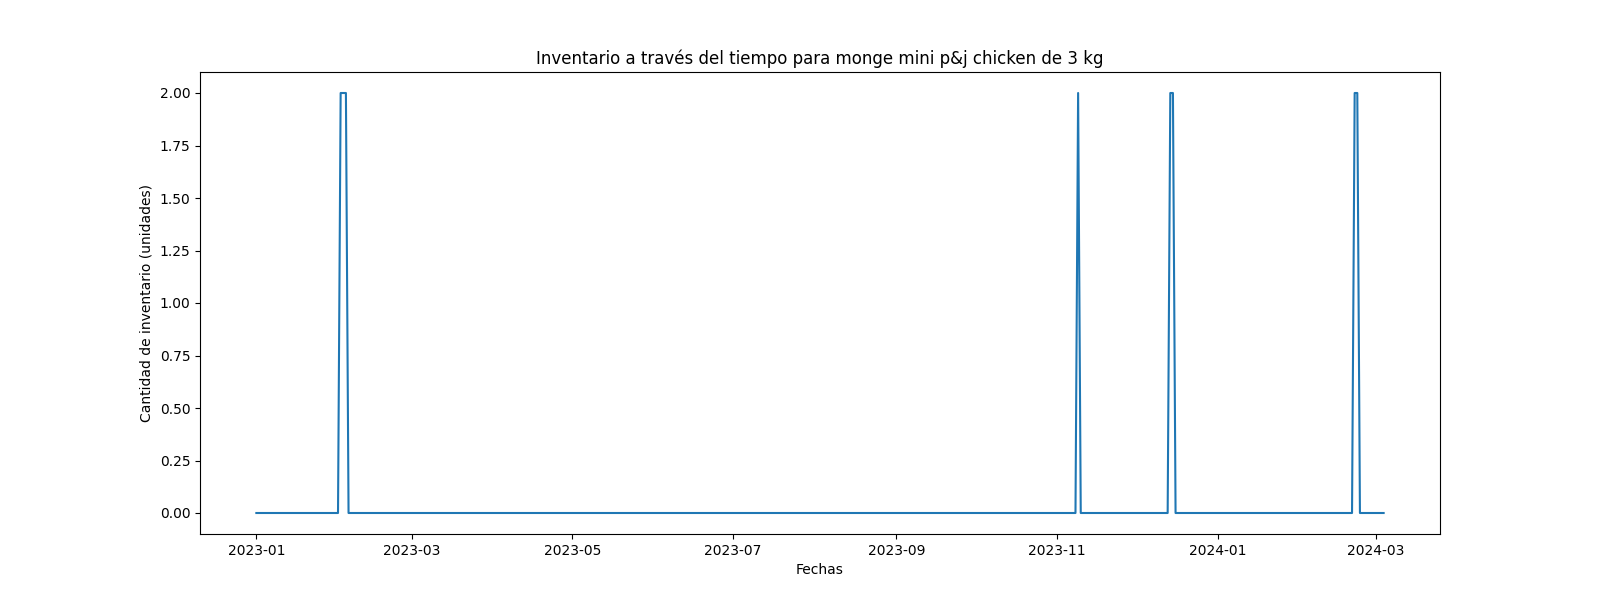 Inventario a través del tiempo para monge mini p&j chicken de 3 kg
Cantidad de inventario (unidades)
2.00
1.75
1.50
1.25
1.00
0.75
0.50
0.25
0.00
2023-01 2023-03 2023-05 2023-07 2023-09 2023-11 2024-01 2024-03
Fechas